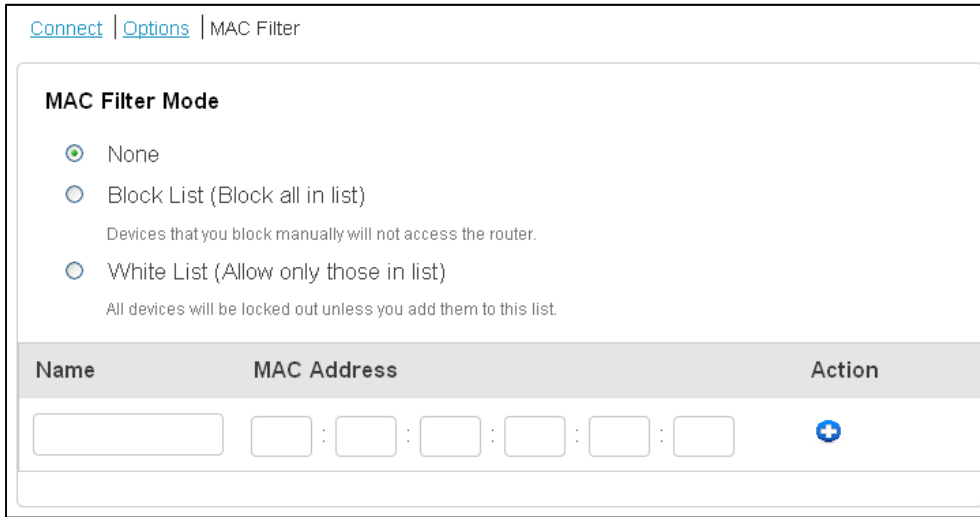 Connect | Options | MAC Filter
MAC Filter Mode
None
Block List (Block all in list)
Devices that you block manually will not access the router.
White List (Allow only those in list)
All devices will be locked out unless you add them to this list.
Name MAC Address Action
: : : : :